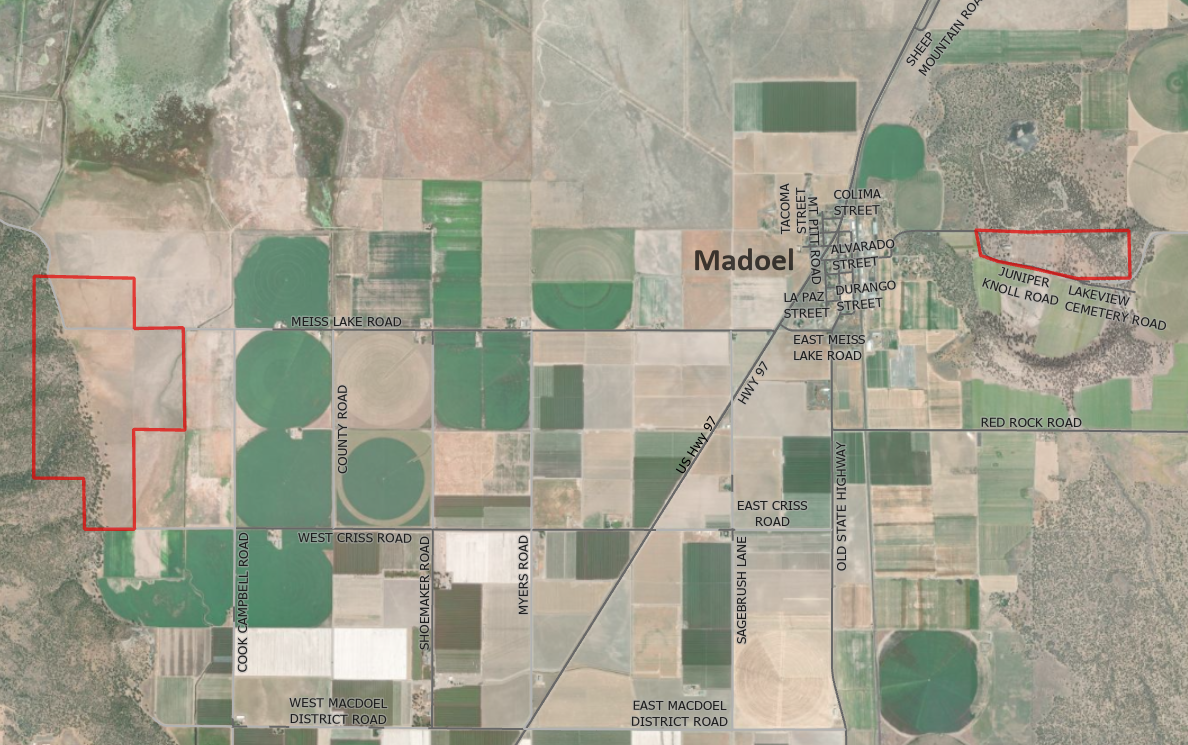 SHEEP
MOUNTAIN ROA
COLIMA
STREET
TACOMA
STREET
MT PITT ROAD
ALVARADO
STREET
Madoel
LA PAZ
STREET
DURANGO
STREET
JUNIPER
KNOLL ROAD
LAKEVIEW
CEMETERY ROAD
MEISS LAKE ROAD
EAST MEISS
LAKE ROAD
HWY 97
US Hwy 97
COUNTY ROAD
RED ROCK ROAD
OLD STATE HIGHWAY
EAST CRISS
ROAD
WEST CRISS ROAD
COOK CAMPBELL ROAD
SHOEMAKER ROAD
MYERS ROAD
SAGEBRUSH LANE
WEST MACDOEL
DISTRICT ROAD
EAST MACDOEL
DISTRICT ROAD